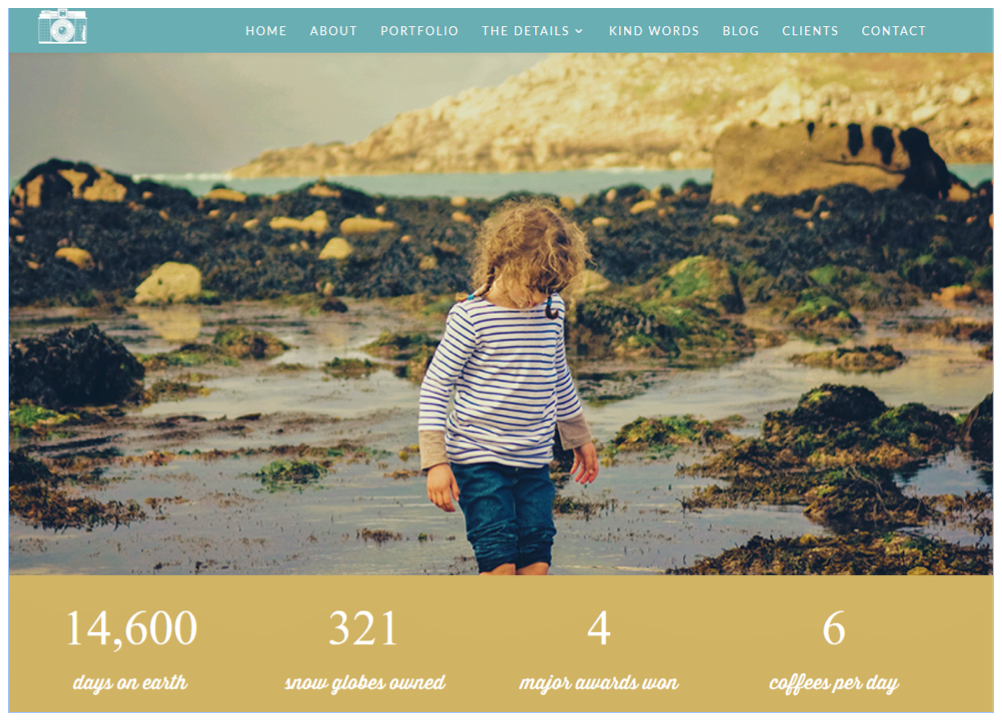 HOME ABOUT PORTFOLIO THE DETAILS KIND WORDS BLOG CLIENTS CONTACT
14,600 321 4 6
days on earth snow globes owned major awards won coffees per day